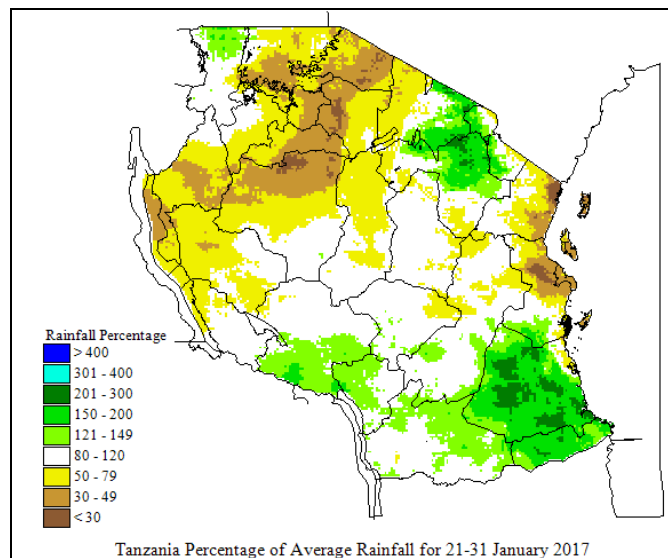 Rainfall Percentage
> 400
301 - 400
201 - 300
150 - 200
121 - 149
80 - 120
50 - 79
30 - 49
< 30
Tanzania Percentage of Average Rainfall for 21-31 January 2017